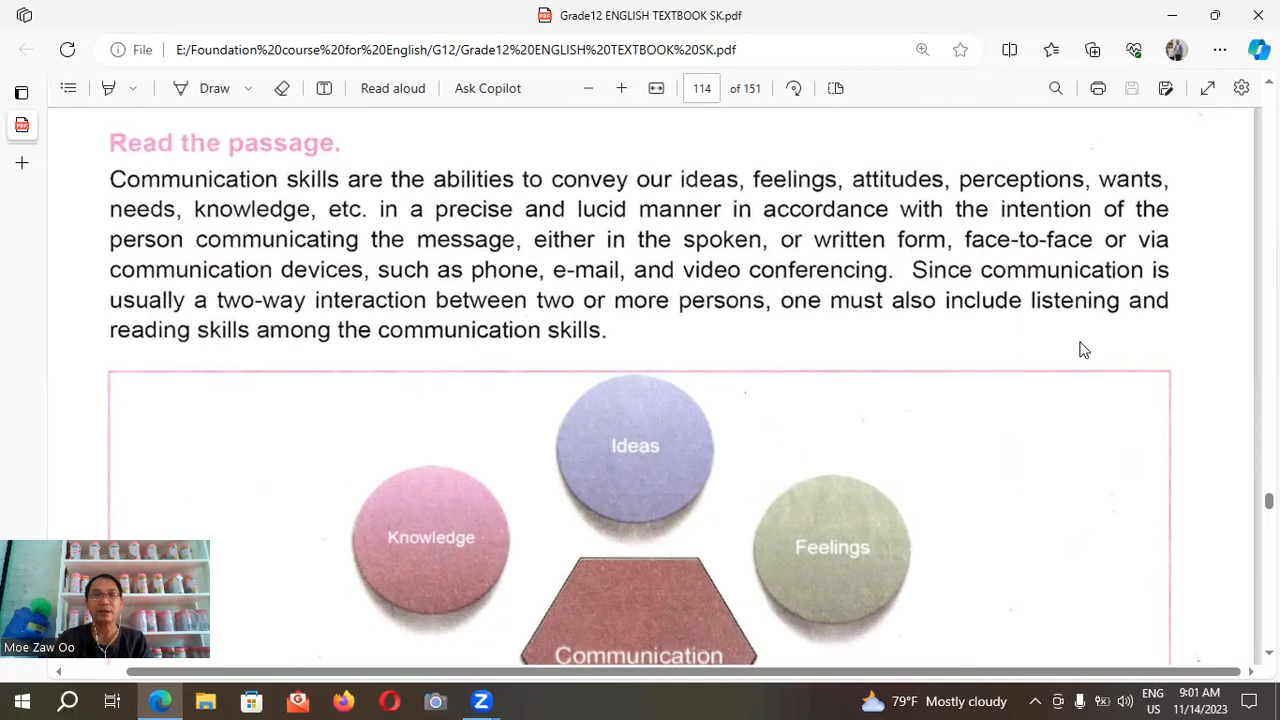 Grade12 ENGLISH TEXTBOOK SK.pdf
File
E:/Foundation%20course%20for%20English/G12/Grade12%20ENGLISH%20TEXTBOOK%20SK.pdf
Draw
Read aloud
Ask Copilot
114 of 151
Read the passage.
Communication skills are the abilities to convey our ideas, feelings, attitudes, perceptions, wants,
needs, knowledge, etc. in a precise and lucid manner in accordance with the intention of the
person communicating the message, either in the spoken, or written form, face-to-face or via
communication devices, such as phone, e-mail, and video conferencing. Since communication is
usually a two-way interaction between two or more persons, one must also include listening and
reading skills among the communication skills.
Ideas
Knowledge
Feelings
Communication
Moe Zaw Oo
79°F Mostly cloudy
ENG
US
9:01 AM
11/14/2023